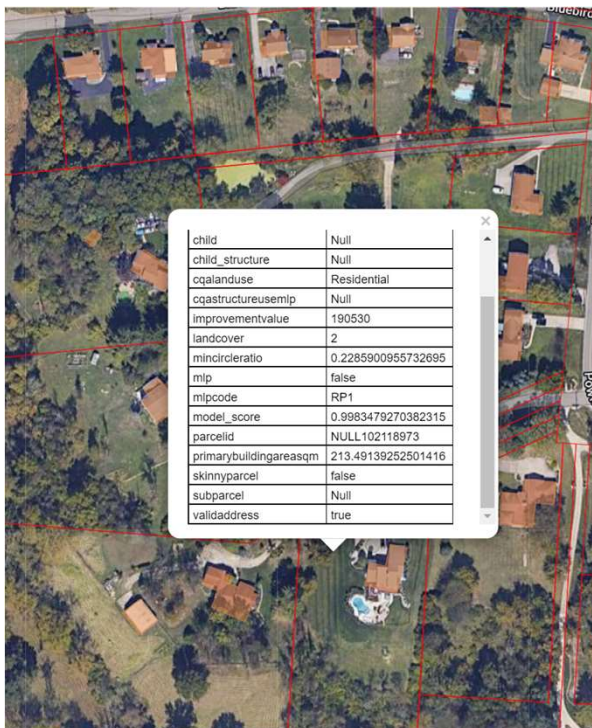 Bluebird
×
child Null
child_structure Null
cqalanduse Residential
cqastructureusemlp Null
improvementvalue 190530
landcover 2
mincircleratio 0.2285900955732695
mlp false
mlpcode RP1
model_score 0.9983479270382315
parcelid NULL102118973
primarybuildingareasqm 213.49139252501416
skinnyparcel false
subparcel Null
validaddress true